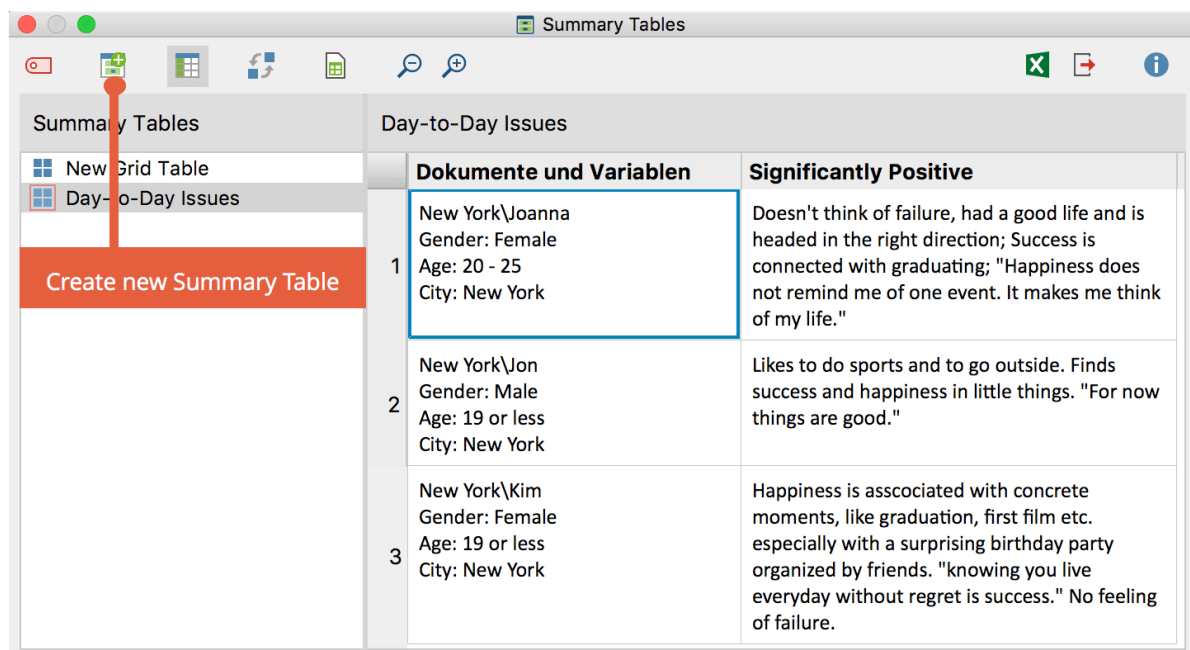 Summary Tables
Summary Tables
Day-to-Day Issues
New Grid Table
Day-to-Day Issues
Create new Summary Table
Dokumente und Variablen
Significantly Positive
1
New York\Joanna
Gender: Female
Age: 20 - 25
City: New York
Doesn't think of failure, had a good life and is
headed in the right direction; Success is
connected with graduating; "Happiness does
not remind me of one event. It makes me think
of my life."
2
New York\Jon
Gender: Male
Age: 19 or less
City: New York
Likes to do sports and to go outside. Finds
success and happiness in little things. "For now
things are good."
3
New York\Kim
Gender: Female
Age: 19 or less
City: New York
Happiness is asscociated with concrete
moments, like graduation, first film etc.
especially with a surprising birthday party
organized by friends. "knowing you live
everyday without regret is success." No feeling
of failure.